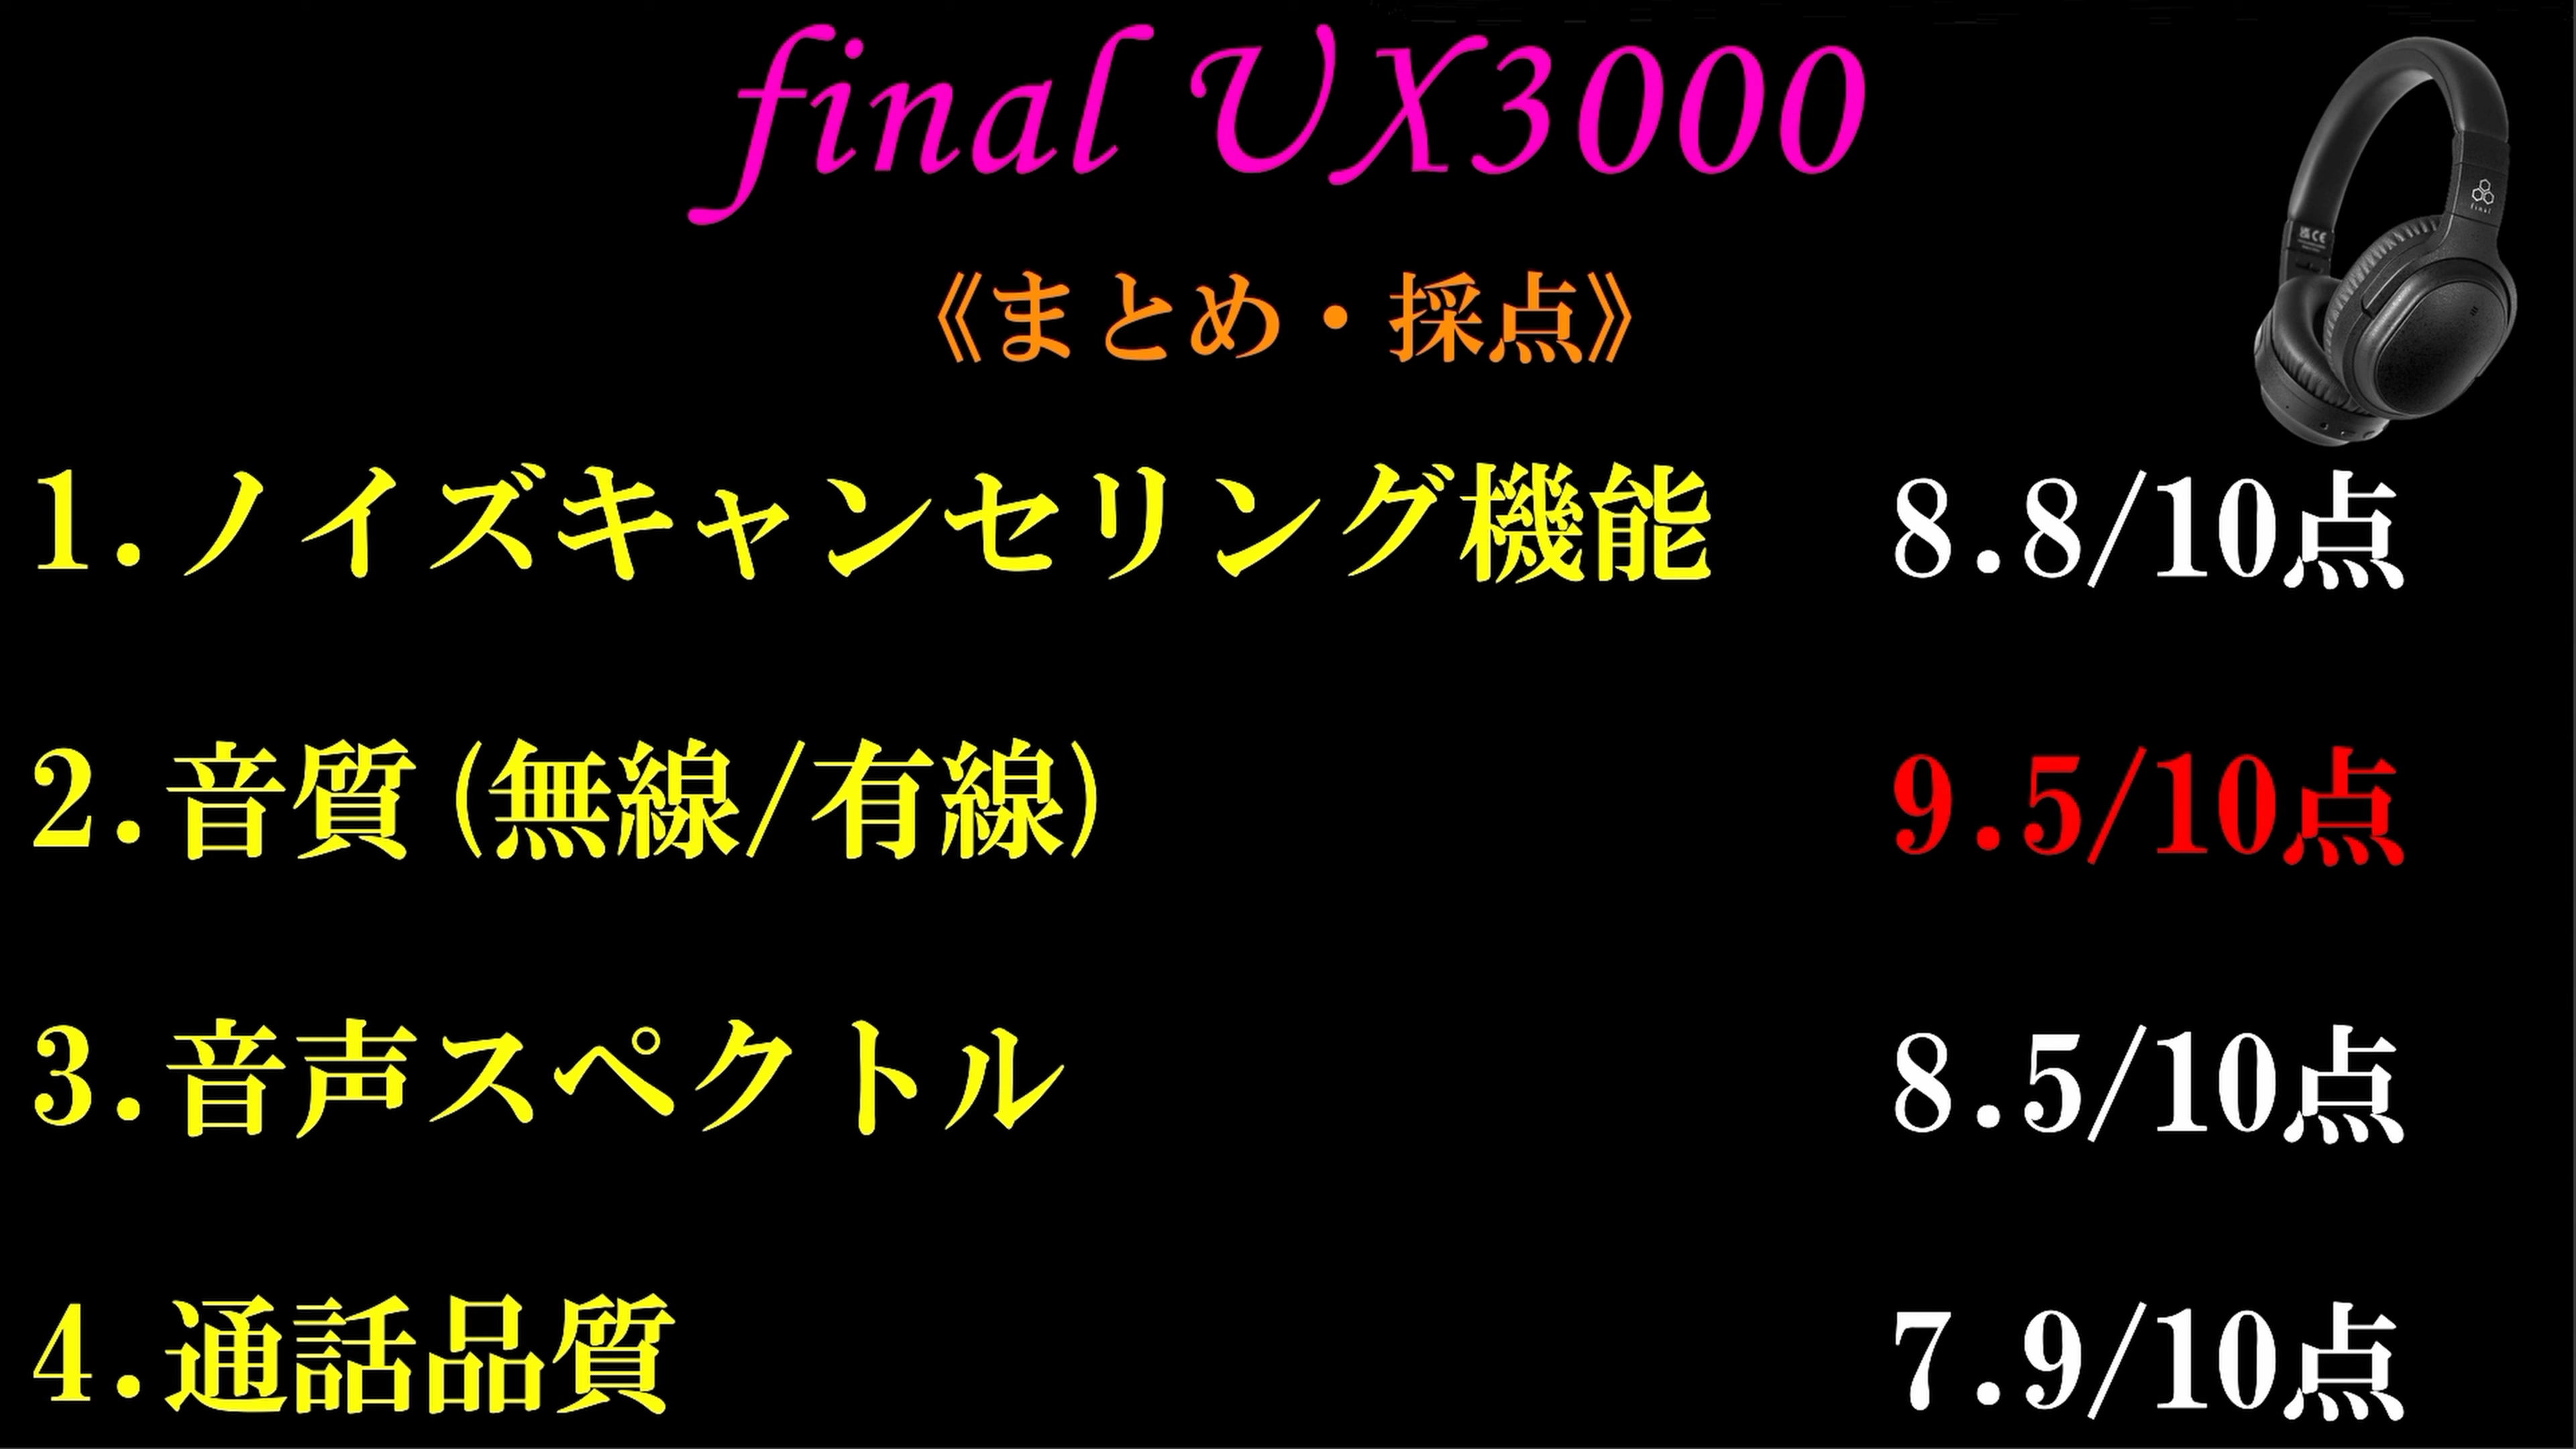 final UX3000
final
《まとめ・採点》
1.ノイズキャンセリング機能 8.8/10点
2.音質(無線/有線) 9.5/10点
3.音声スペクトル 8.5/10点
4.通話品質 7.9/10点